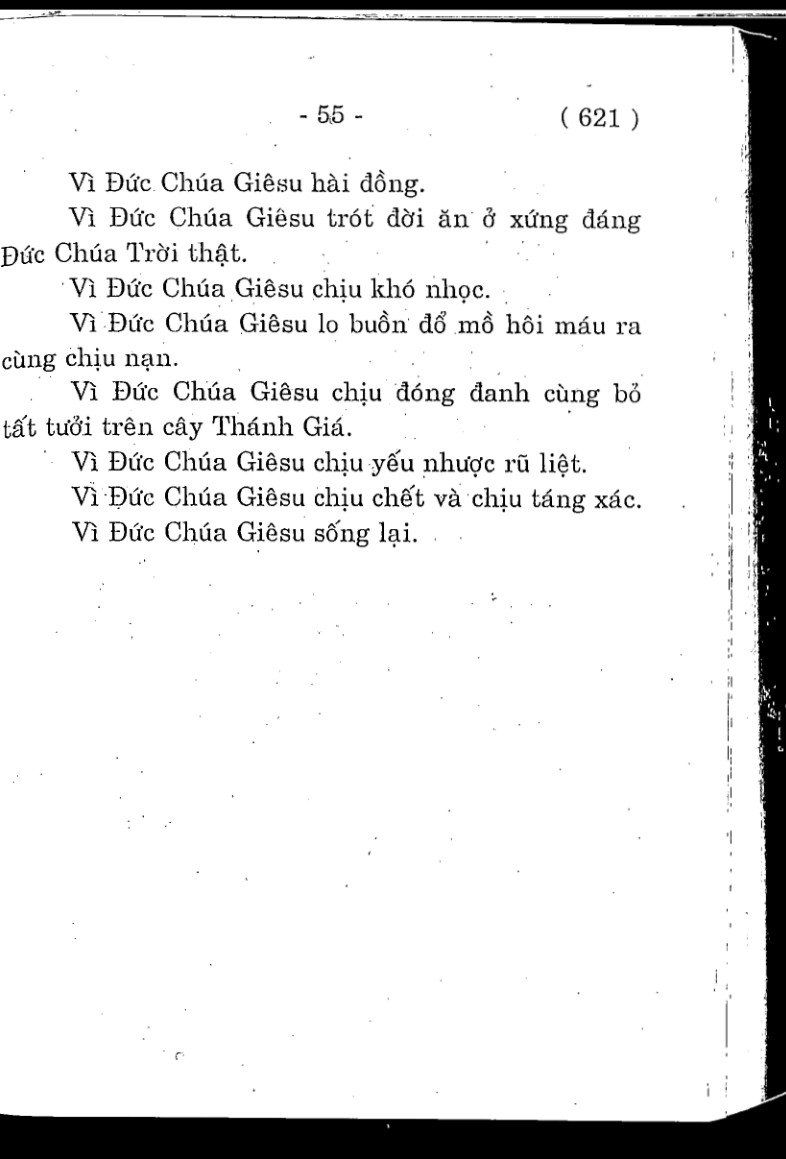 - 55 - ( 621 )
Vì Đức Chúa Giêsu hài đồng.
Vì Đức Chúa Giêsu trót đời ăn ở xứng đáng
Đức Chúa Trời thật.
Vì Đức Chúa Giêsu chịu khó nhọc.
Vì Đức Chúa Giêsu lo buồn đổ mồ hôi máu ra
cùng chịu nạn.
Vì Đức Chúa Giêsu chịu đóng đanh cùng bỏ
tất tưởi trên cây Thánh Giá.
Vì Đức Chúa Giêsu chịu yếu nhược rũ liệt.
Vì Đức Chúa Giêsu chịu chết và chịu táng xác.
Vì Đức Chúa Giêsu sống lại.